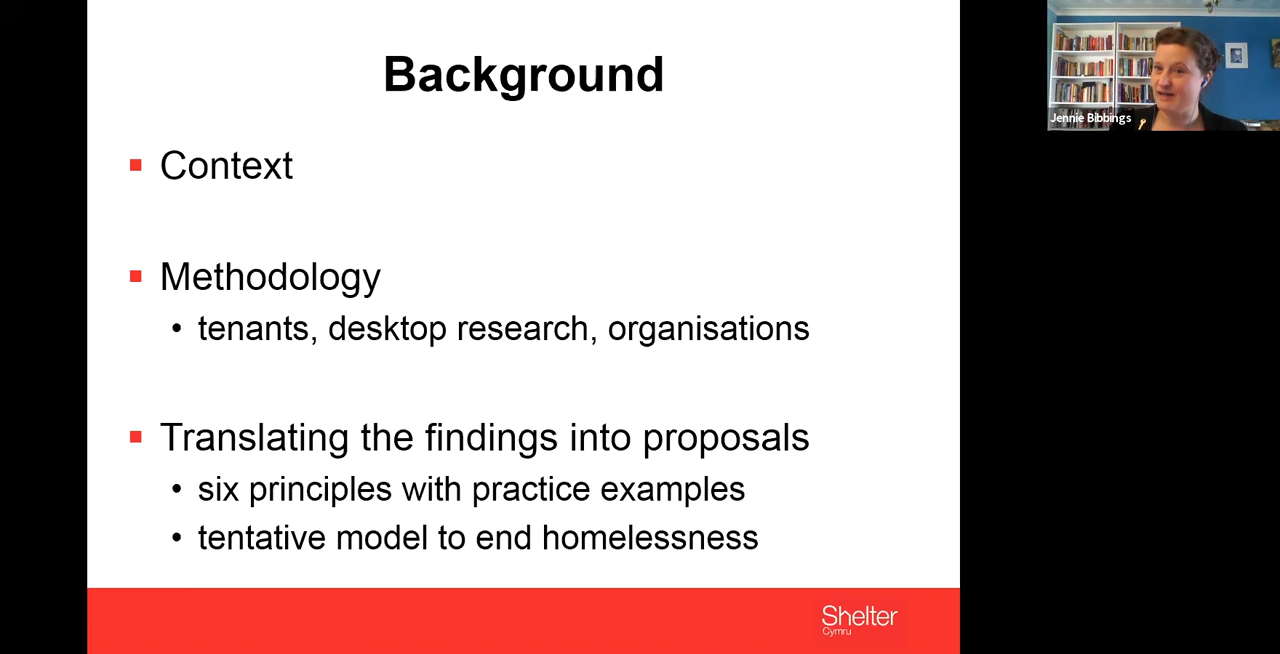 Background
Context
Methodology
• tenants, desktop research, organisations
Translating the findings into proposals
• six principles with practice examples
• tentative model to end homelessness
Shelter
Cymru
Jennie Bibbings